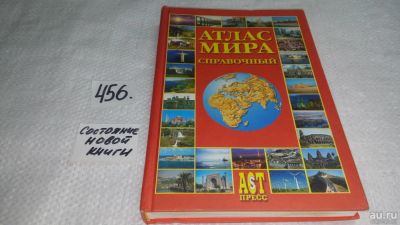 456.
СОСТОЯНИЕ
НОВОЙ
КНИГИ
АТЛАС
МИРА
СПРАВОЧНЫЙ
АСТ
ПРЕСС
au.ru